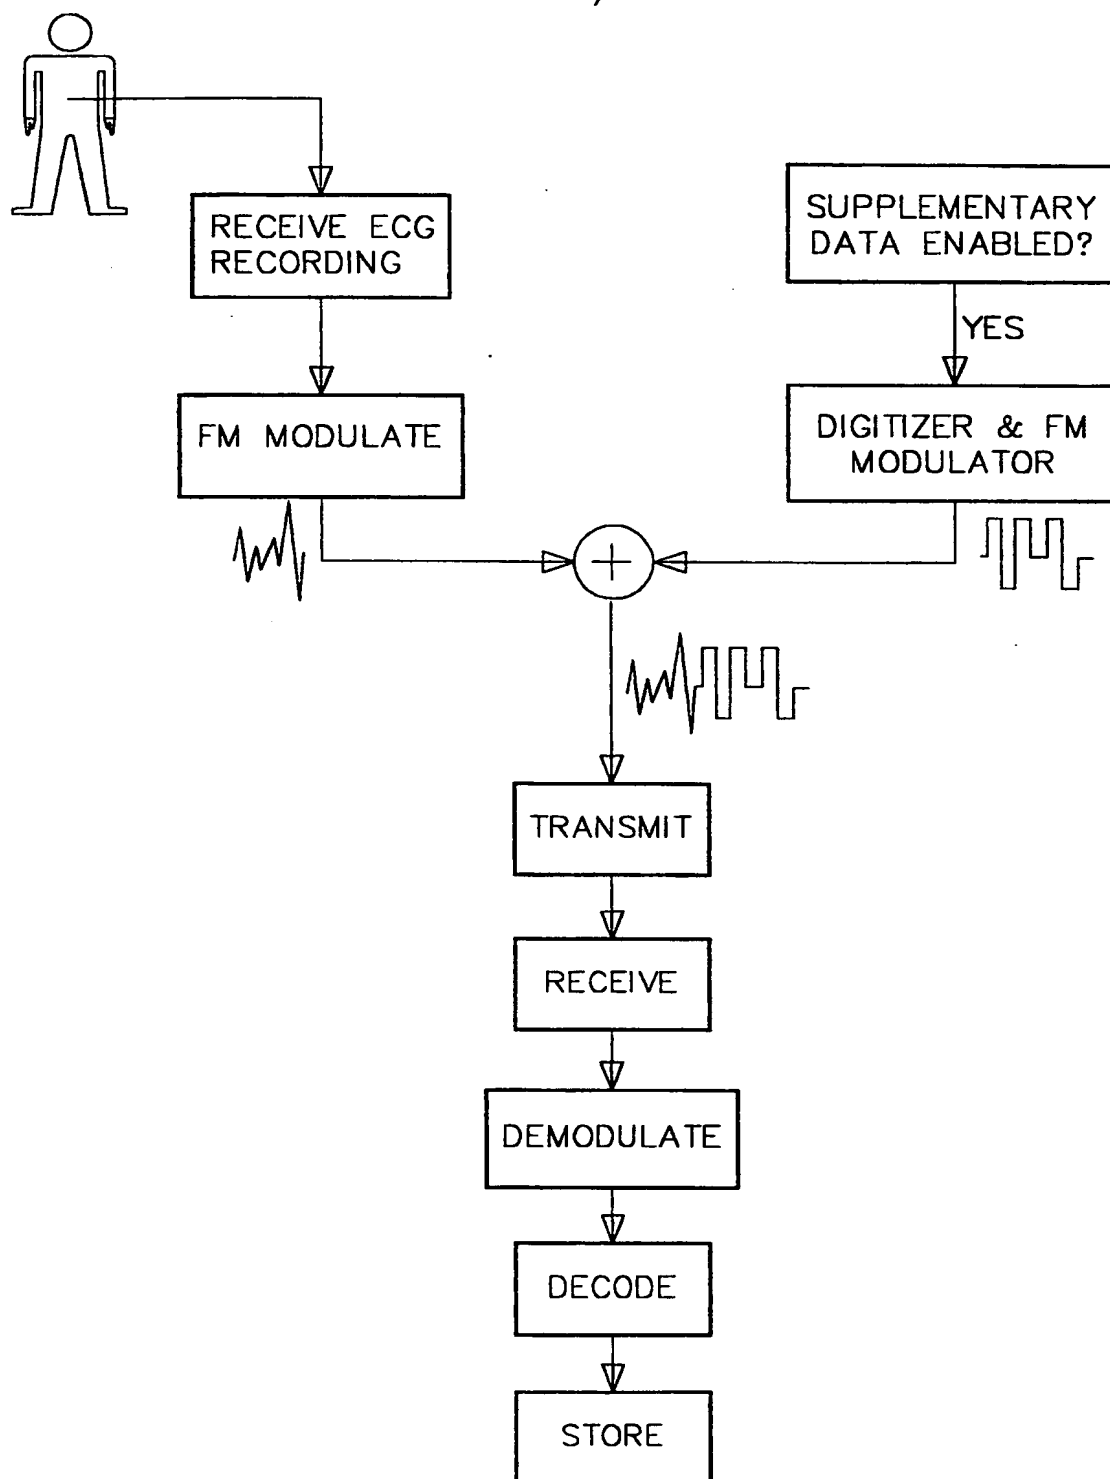 RECEIVE ECG
RECORDING
SUPPLEMENTARY
DATA ENABLED?
YES
FM MODULATE
DIGITIZER & FM
MODULATOR
TRANSMIT
RECEIVE
DEMODULATE
DECODE
STORE